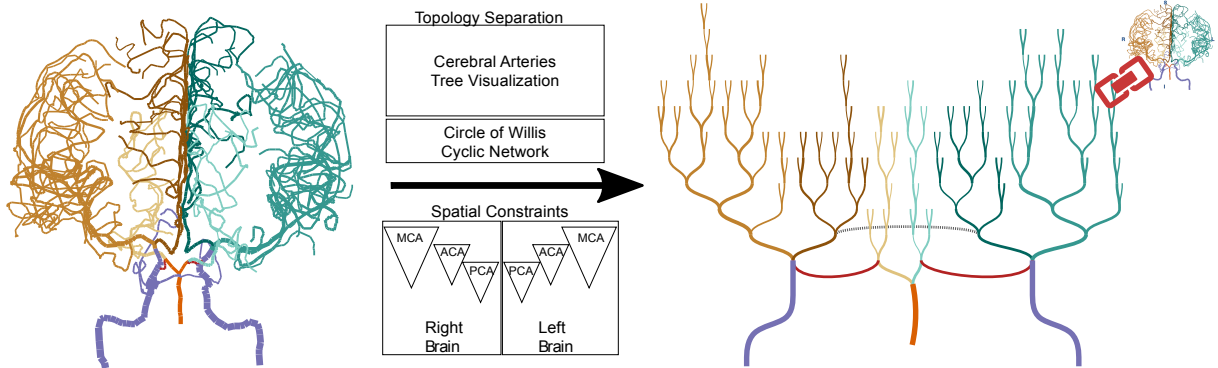 Topology Separation
Cerebral Arteries
Tree Visualization
Circle of Willis
Cyclic Network
Spatial Constraints
MCA
ACA
PCA
PCA
ACA
MCA
Right
Brain
Left
Brain
S
R